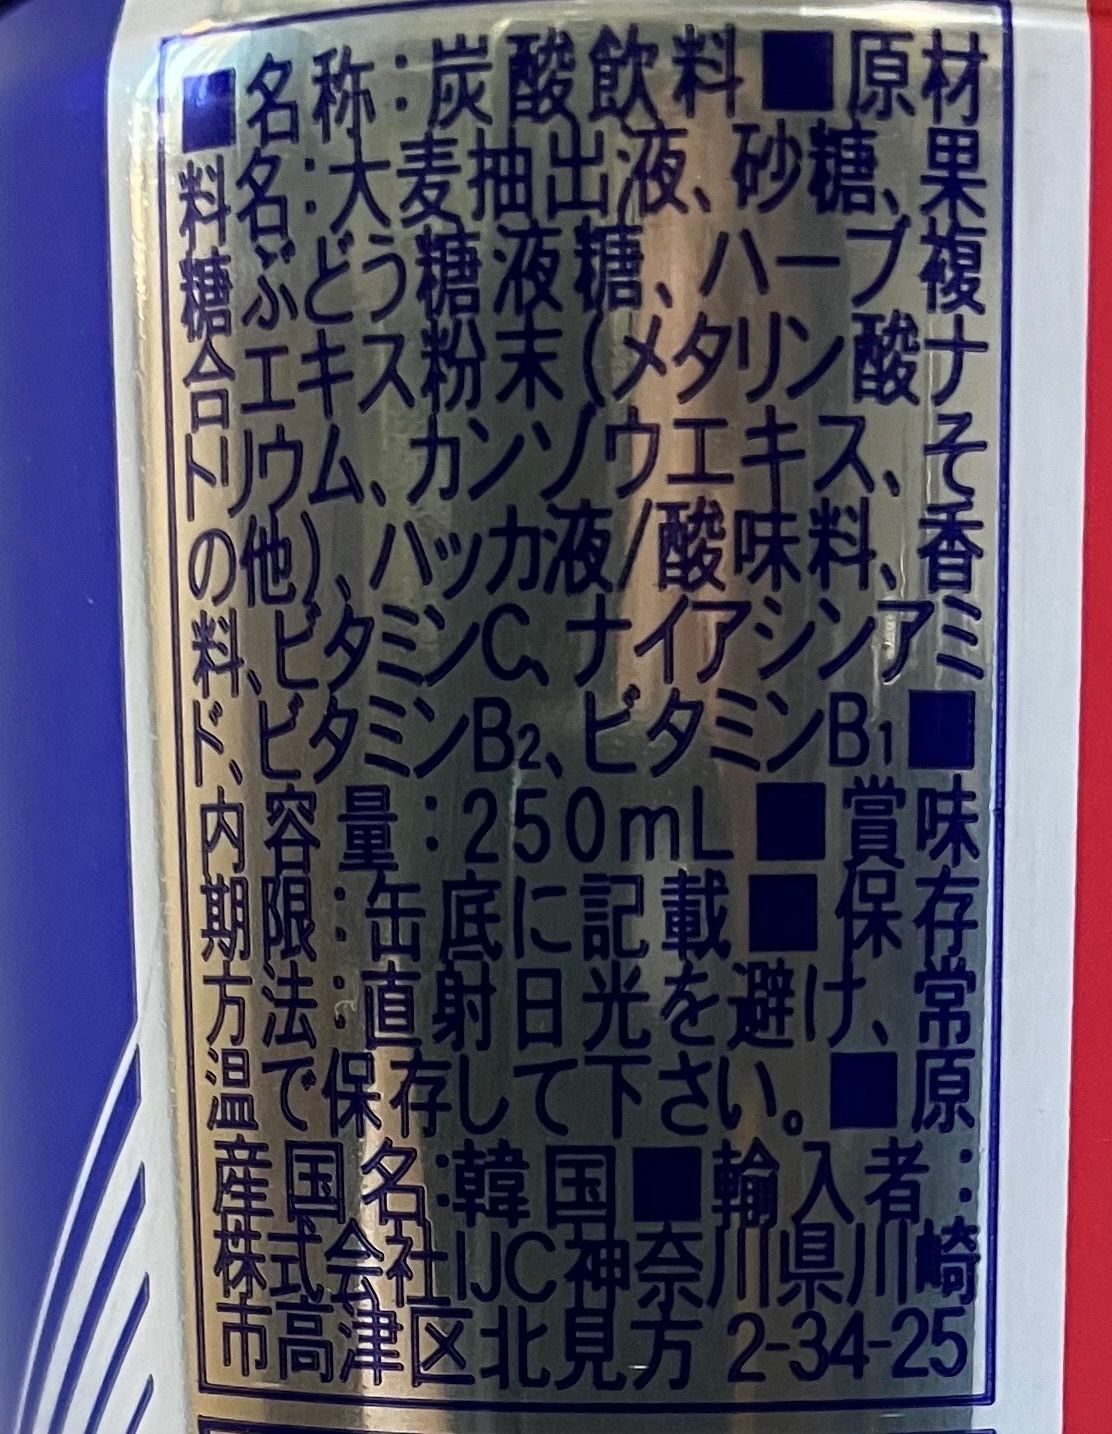 ■名称:炭酸飲料■原材
料名:大麦抽出液、砂糖、果
糖ぶどう糖液糖、ハーブ複
合エキス粉末(メタリン酸ナ
トリウム、カンゾウエキス、そ
の他)、ハッカ液/酸味料、香
料、ビタミンC、ナイアシンアミ
ド、ビタミンB2、ビタミンB1■
内容量:250mL■賞味
期限:缶底に記載■保存
方法:直射日光を避け、常
温で保存して下さい。■原
産国名:韓国■輸入者:
株式会社IJC神奈川県川崎
市高津区北見方2-34-25